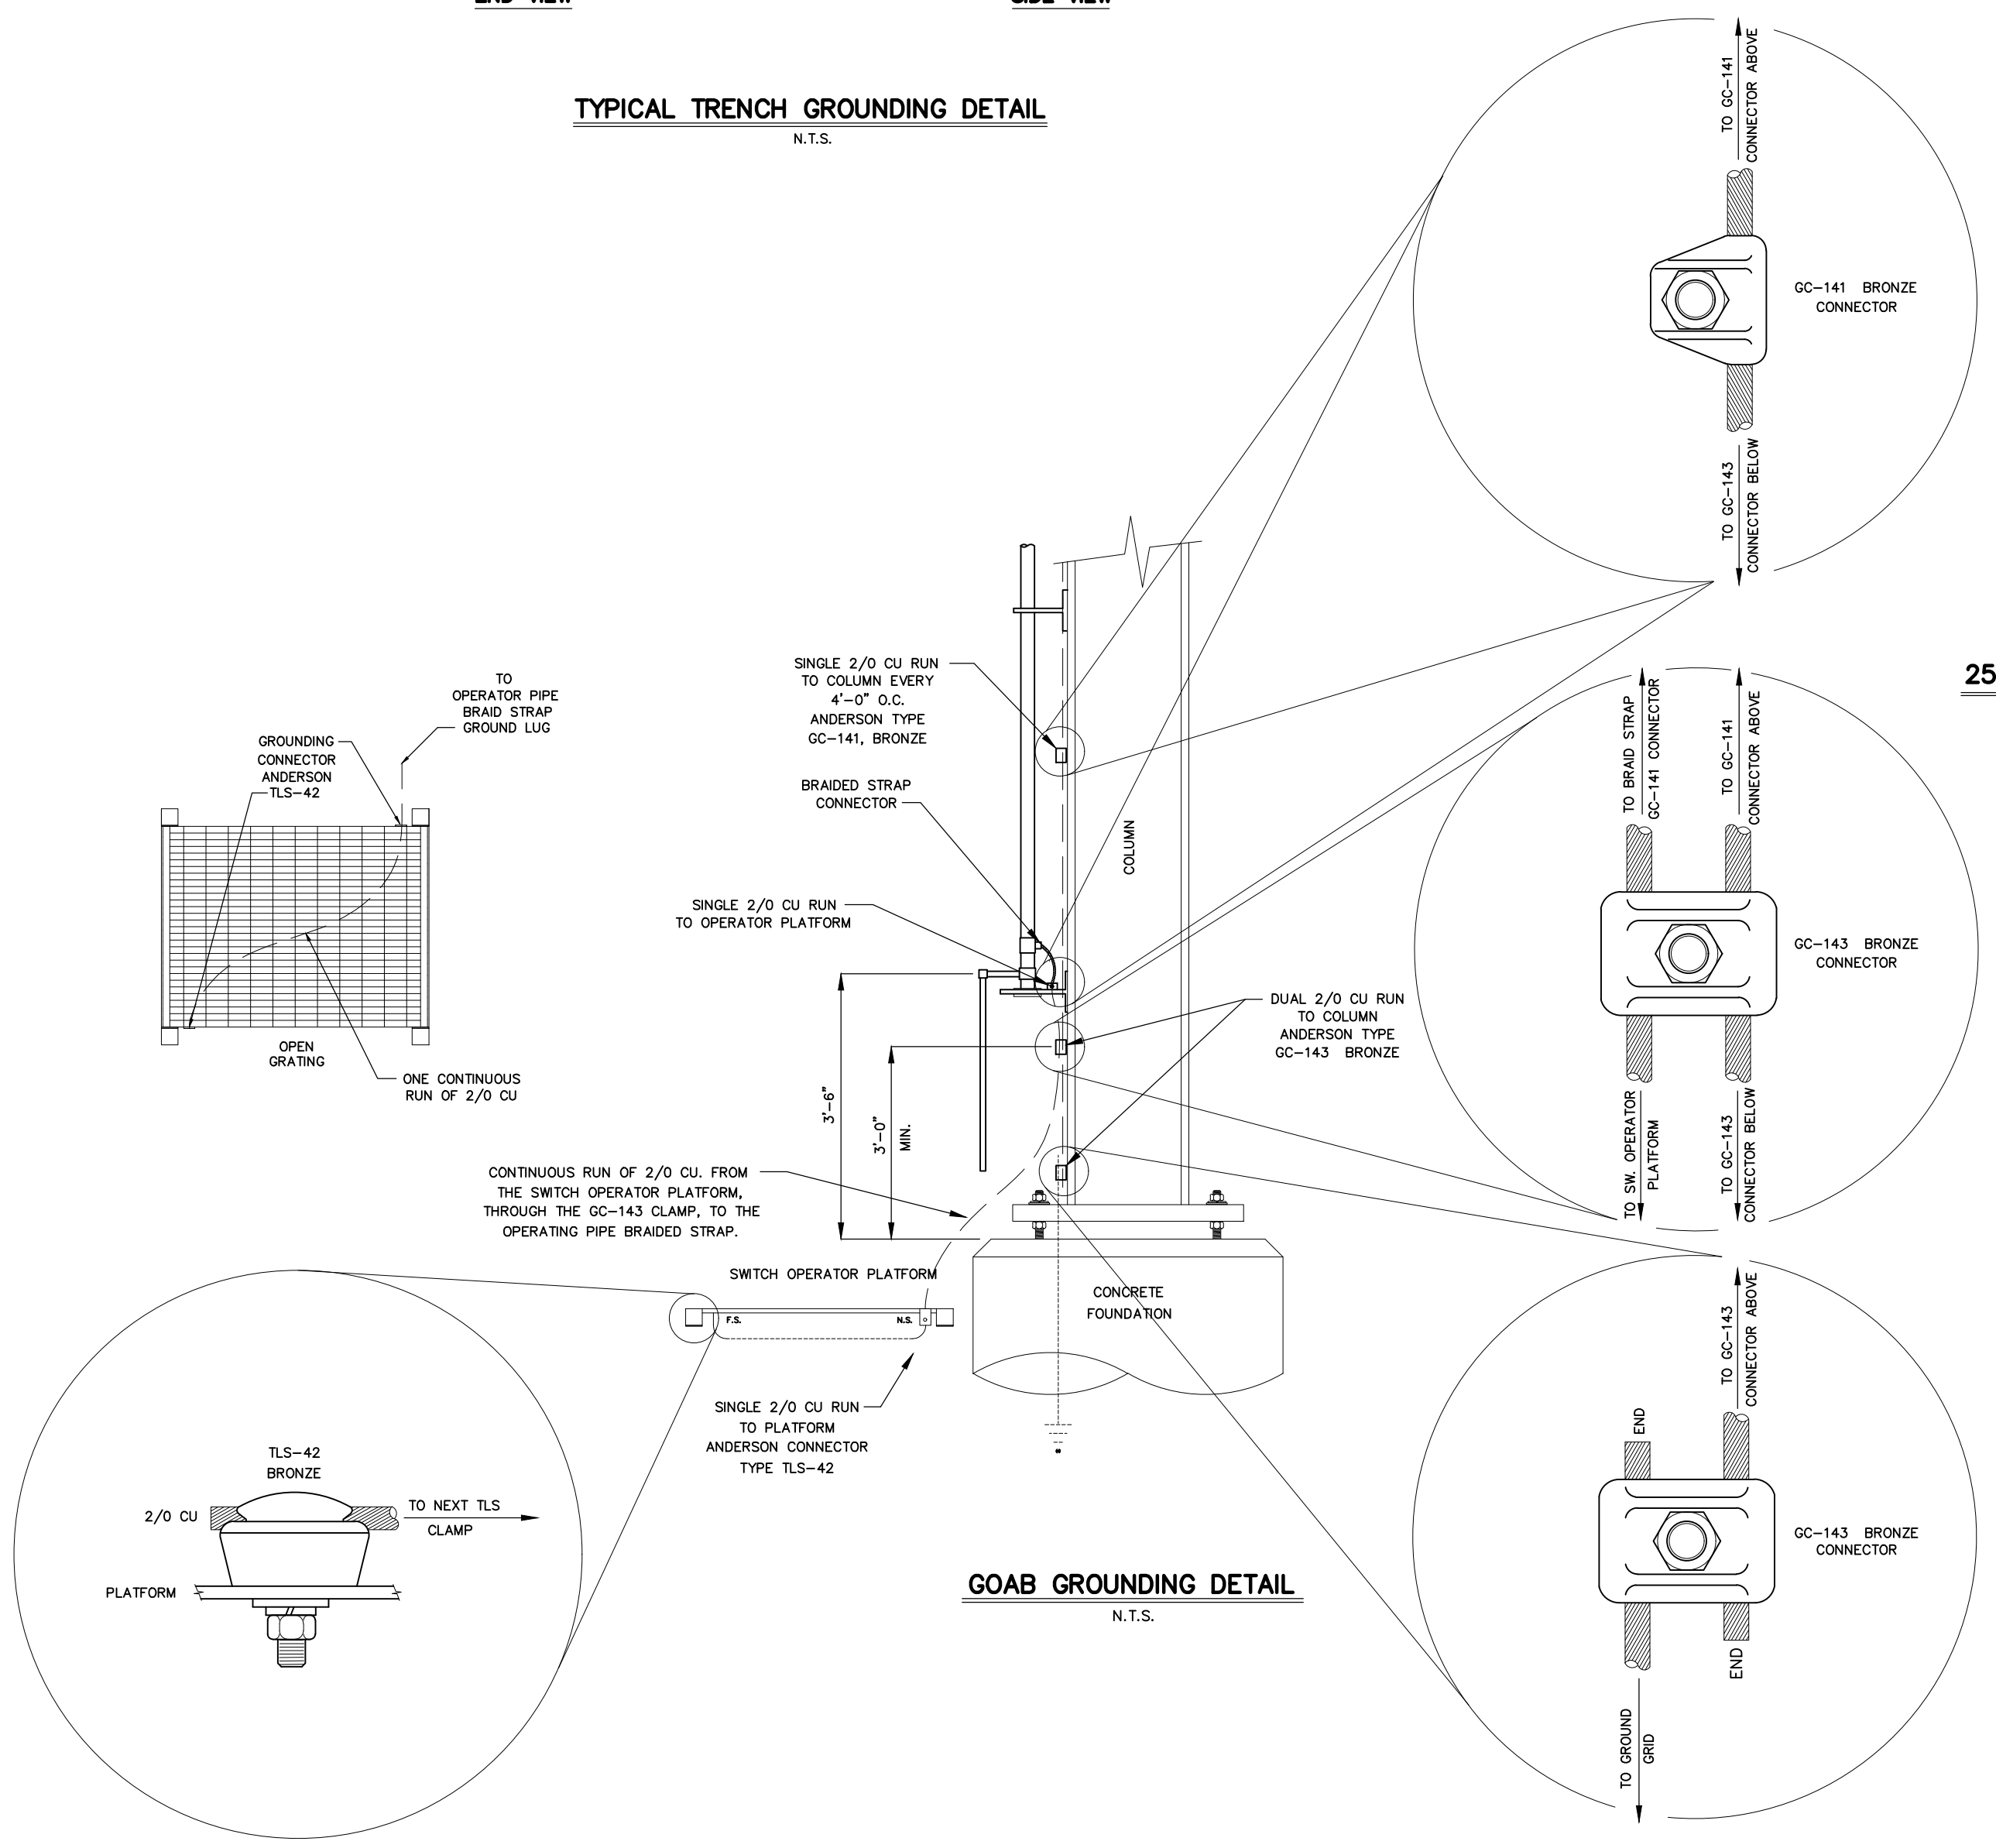 END VIEW
SIDE VIEW
TYPICAL TRENCH GROUNDING DETAIL
N.T.S.
TO GC-141
CONNECTOR ABOVE
GC-141 BRONZE
CONNECTOR
TO GC-143
CONNECTOR BELOW
SINGLE 2/0 CU RUN
TO COLUMN EVERY
4'-0" O.C.
ANDERSON TYPE
GC-141, BRONZE
BRAIDED STRAP
CONNECTOR
SINGLE 2/0 CU RUN
TO OPERATOR PLATFORM
COLUMN
TO
OPERATOR PIPE
BRAID STRAP
GROUND LUG
GROUNDING
CONNECTOR
ANDERSON
TLS-42
OPEN
GRATING
ONE CONTINUOUS
RUN OF 2/0 CU
25
TO BRAID STRAP
GC-141 CONNECTOR
TO GC-141
CONNECTOR ABOVE
GC-143 BRONZE
CONNECTOR
TO SW. OPERATOR
PLATFORM
TO GC-143
CONNECTOR BELOW
DUAL 2/0 CU RUN
TO COLUMN
ANDERSON TYPE
GC-143 BRONZE
3'-6"
3'-0"
MIN.
CONTINUOUS RUN OF 2/0 CU. FROM
THE SWITCH OPERATOR PLATFORM,
THROUGH THE GC-143 CLAMP, TO THE
OPERATING PIPE BRAIDED STRAP.
SWITCH OPERATOR PLATFORM
F.S.
N.S.
CONCRETE
FOUNDATION
SINGLE 2/0 CU RUN
TO PLATFORM
ANDERSON CONNECTOR
TYPE TLS-42
TLS-42
BRONZE
2/0 CU
TO NEXT TLS
CLAMP
PLATFORM
TO GC-143
CONNECTOR ABOVE
END
GC-143 BRONZE
CONNECTOR
END
TO GROUND
GRID
GOAB GROUNDING DETAIL
N.T.S.